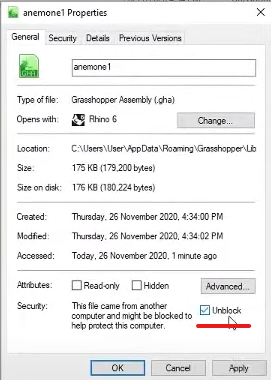 anemone1 Properties
General Security Details Previous Versions
GHA
anemone1
Type of file: Grasshopper Assembly (.gha)
Opens with: Rhino 6 Change...
Location: C:\Users\User\AppData\Roaming\Grasshopper\Lib
Size: 175 KB (179,200 bytes)
Size on disk: 176 KB (180,224 bytes)
Created: Thursday, 26 November 2020, 4:34:00 PM
Modified: Thursday, 26 November 2020, 4:34:02 PM
Accessed: Today, 26 November 2020, 1 minute ago
Attributes: Read-only Hidden Advanced...
Security: This file came from another Unblock
computer and might be blocked to
help protect this computer.
OK Cancel Apply